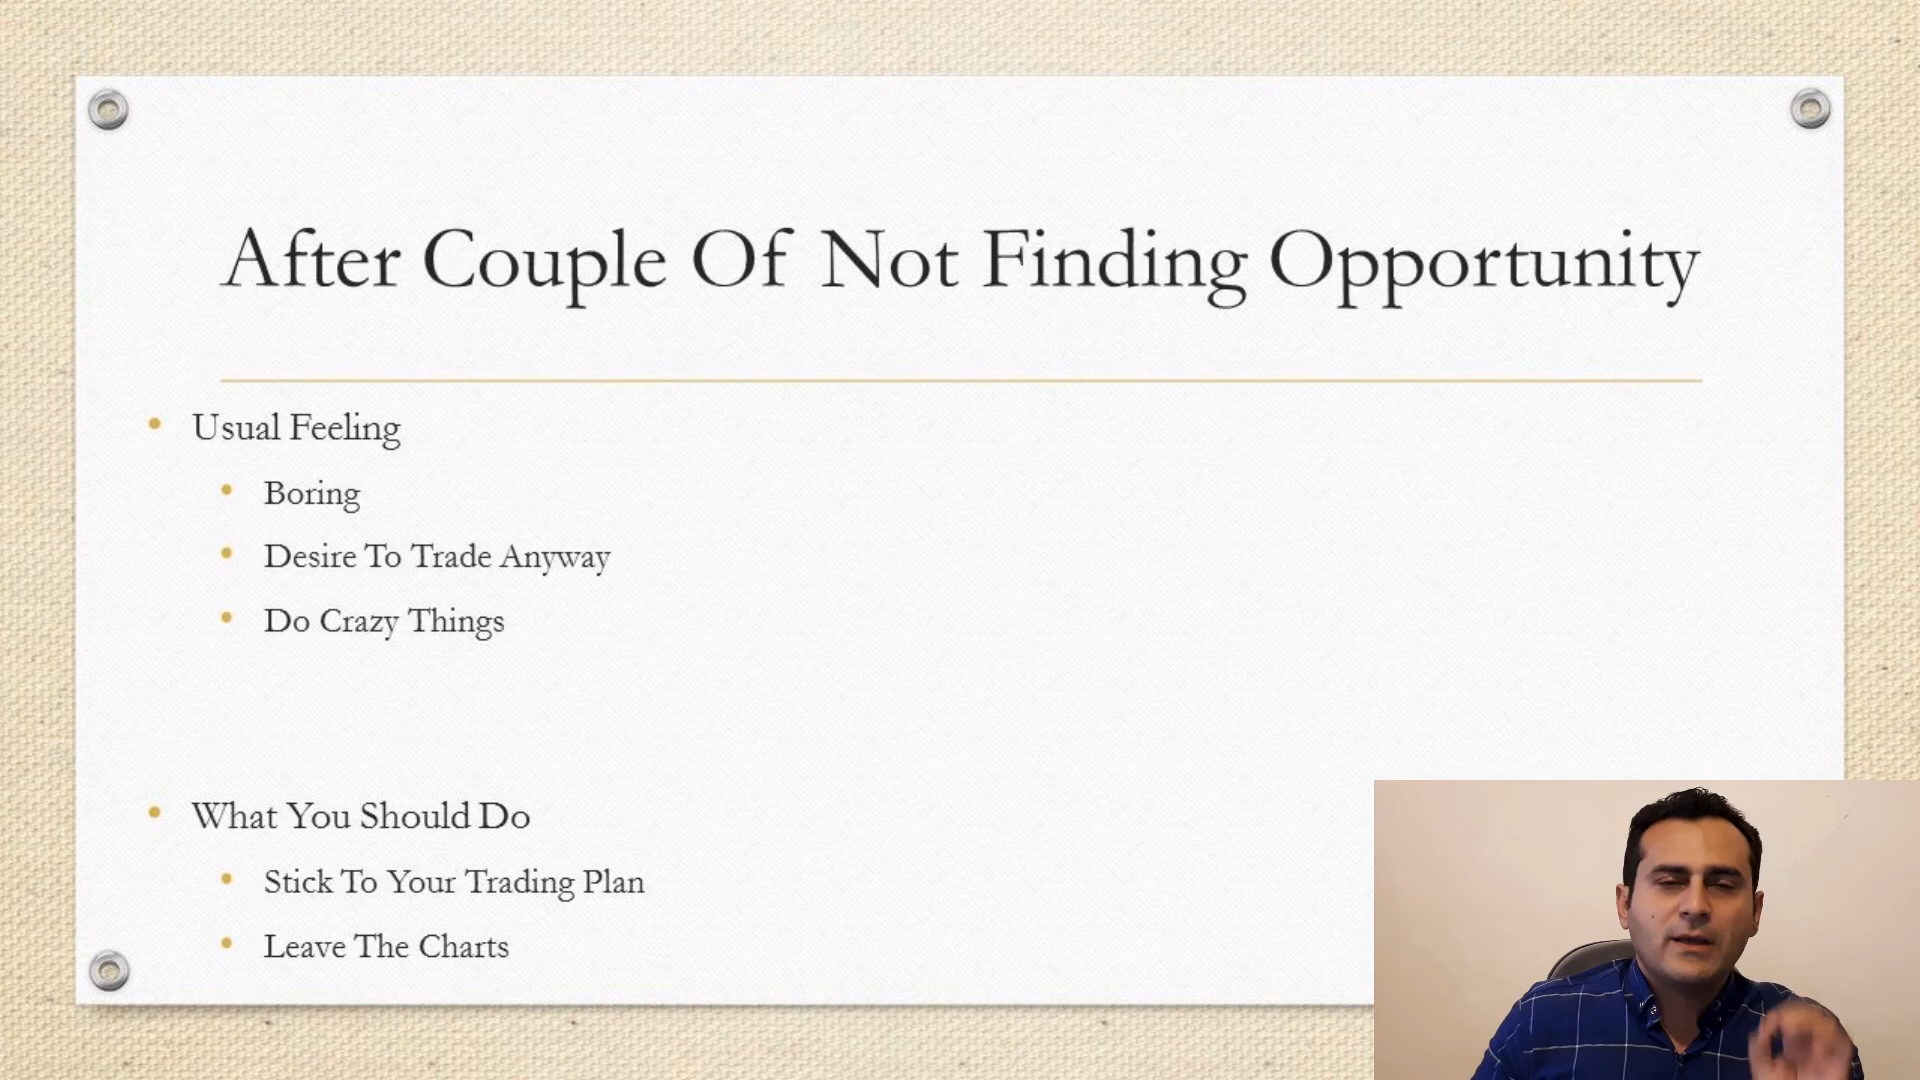 After Couple Of Not Finding Opportunity
Usual Feeling
Boring
Desire To Trade Anyway
Do Crazy Things
What You Should Do
Stick To Your Trading Plan
Leave The Charts